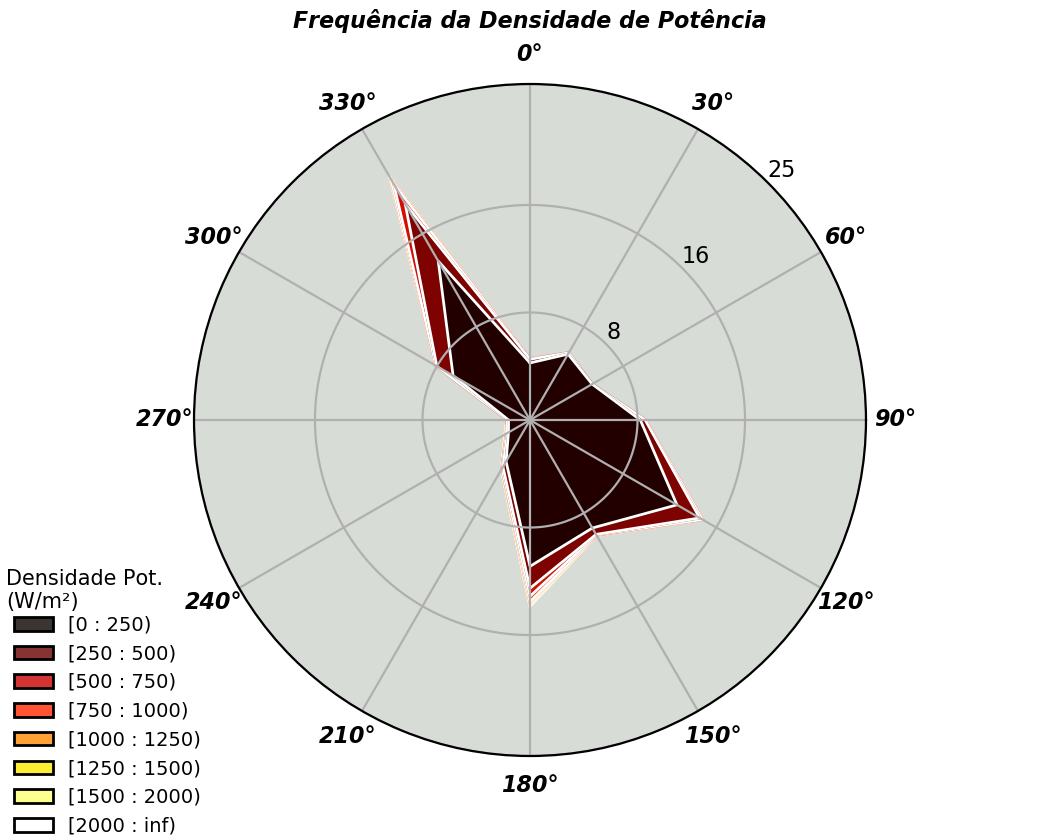 Frequência da Densidade de Potência
0°
330°
30°
25
300°
60°
16
8
270°
90°
Densidade Pot.
(W/m²)
240°
120°
[0 : 250)
[250 : 500)
[500 : 750)
[750 : 1000)
210°
150°
[1000 : 1250)
[1250 : 1500)
180°
[1500 : 2000)
[2000 : inf)